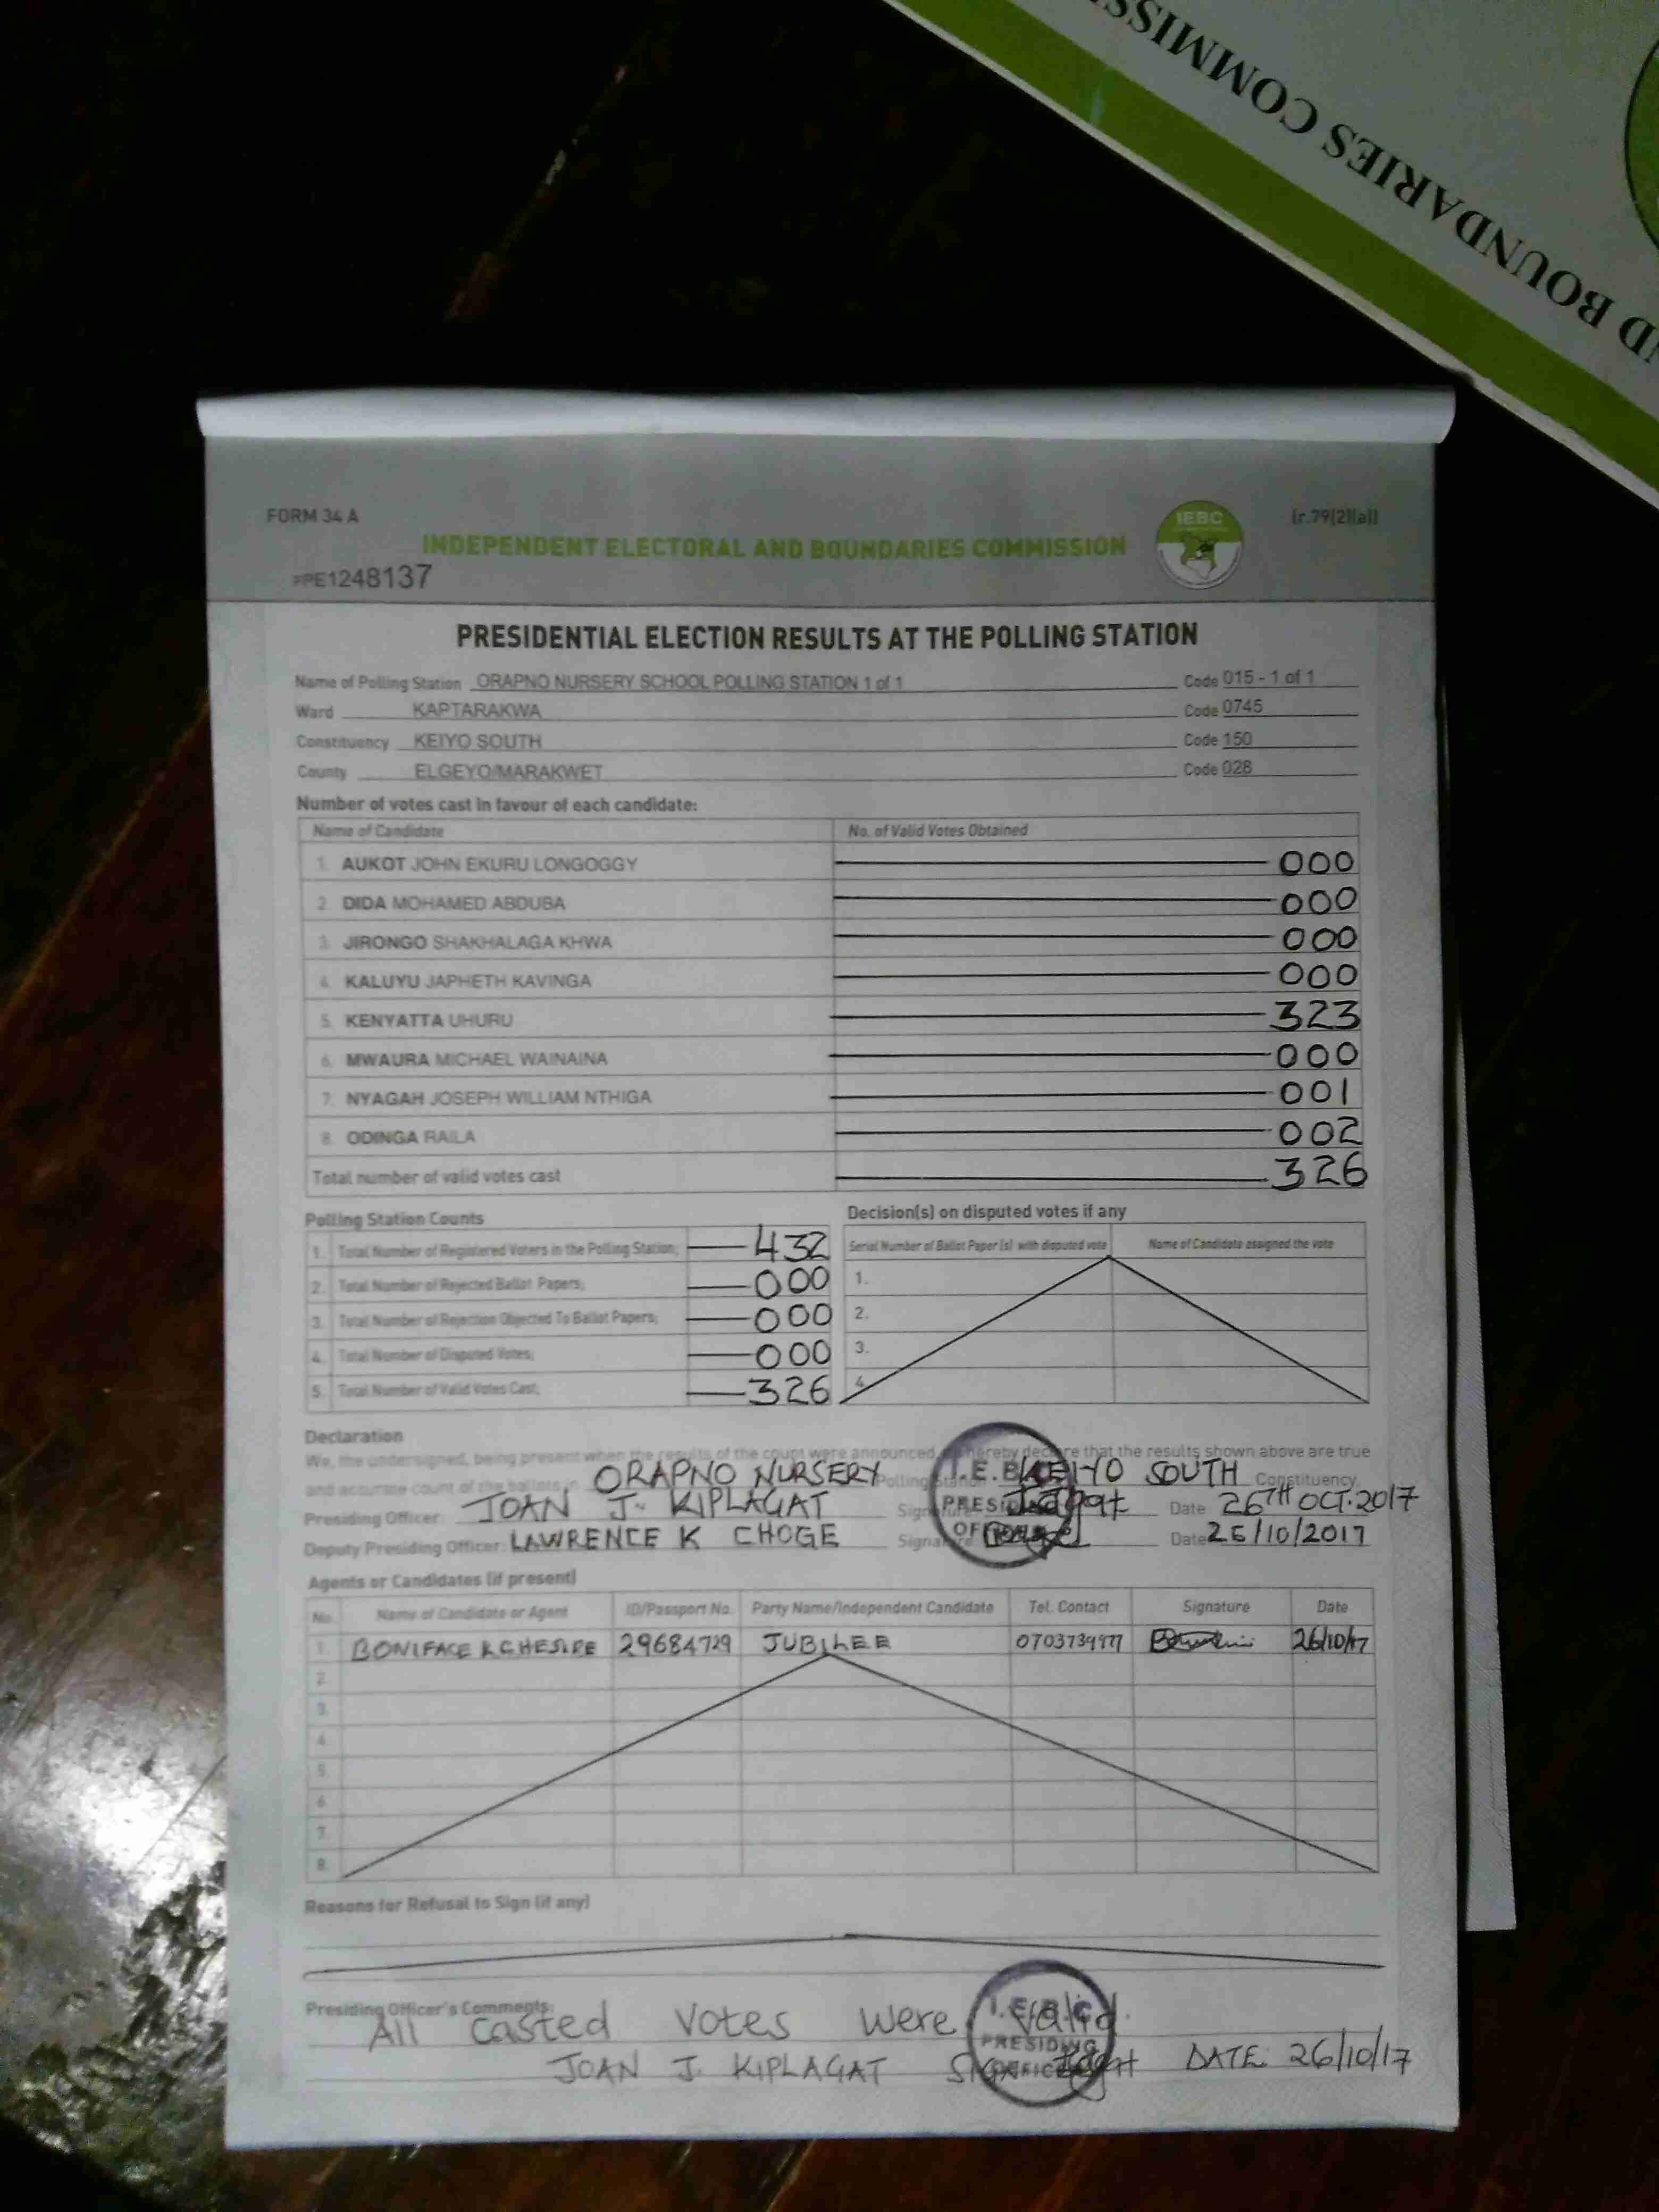 ND BOUNDARIES COMMISS
FORM 34 A
IEBC
(r.79(2)(a))
INDEPENDENT ELECTORAL AND BOUNDARIES COMMISSION
PPE1248137
PRESIDENTIAL ELECTION RESULTS AT THE POLLING STATION
Name of Polling Station ORAPNO NURSERY SCHOOL POLLING STATION 1 of 1 Code 015 - 1 of 1
Ward KAPTARAKWA Code 0745
Constituency KEIYO SOUTH Code 150
County ELGEYO/MARAKWET Code 028
Number of votes cast in favour of each candidate:
Name of Candidate No. of Valid Votes Obtained
1. AUKOT JOHN EKURU LONGOGGY 000
2. DIDA MOHAMED ABDUBA 000
3. JIRONGO SHAKHALAGA KHWA 000
4. KALUYU JAPHETH KAVINGA 000
5. KENYATTA UHURU 323
6. MWAURA MICHAEL WAINAINA 000
7. NYAGAH JOSEPH WILLIAM NTHIGA 001
8. ODINGA RAILA 002
Total number of valid votes cast 326
Polling Station Counts
1. Total Number of Registered Voters in the Polling Station; 432
2. Total Number of Rejected Ballot Papers; 000
3. Total Number of Rejection Objected To Ballot Papers; 000
4. Total Number of Disputed Votes; 000
5. Total Number of Valid Votes Cast; 326
Decision(s) on disputed votes if any
Serial Number of Ballot Paper (s) with disputed vote Name of Candidate assigned the vote
1.
2.
3.
4
Declaration
We, the undersigned, being present when the results of the count were announced, hereby declare that the results shown above are true
and accurate count of the ballots in ORAPNO NURSERY Polling Station KEIYO SOUTH Constituency
Presiding Officer: JOAN J. KIPLAGAT Signature Date 26TH OCT. 2017
Deputy Presiding Officer: LAWRENCE K CHOGE Signature Date 26/10/2017
I.E.B.C
PRESIDING
OFFICER
Agents or Candidates (if present)
No. Name of Candidate or Agent ID/Passport No. Party Name/Independent Candidate Tel. Contact Signature Date
1. BONIFACE K CHESIRE 29684729 JUBILEE 26/10/17
2.
3.
4
5.
6
7.
8.
Reasons for Refusal to Sign (if any)
Presiding Officer's Comments:
All casted votes were valid.
JOAN J. KIPLAGAT SIGN DATE: 26/10/17
I.E.B.C
PRESIDING
OFFICER